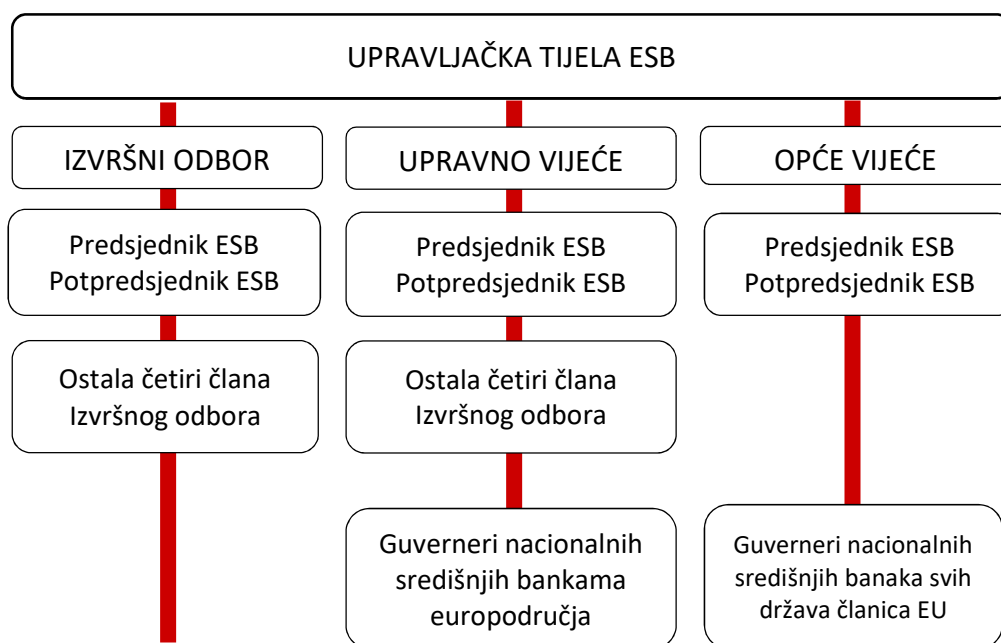 UPRAVLJAČKA TIJELA ESB
IZVRŠNI ODBOR
Predsjednik ESB
Potpredsjednik ESB
Ostala četiri člana
Izvršnog odbora
UPRAVNO VIJEĆE
Predsjednik ESB
Potpredsjednik ESB
Ostala četiri člana
Izvršnog odbora
Guverneri nacionalnih
središnjih bankama
europodručja
OPĆE VIJEĆE
Predsjednik ESB
Potpredsjednik ESB
Guverneri nacionalnih
središnjih banaka svih
država članica EU